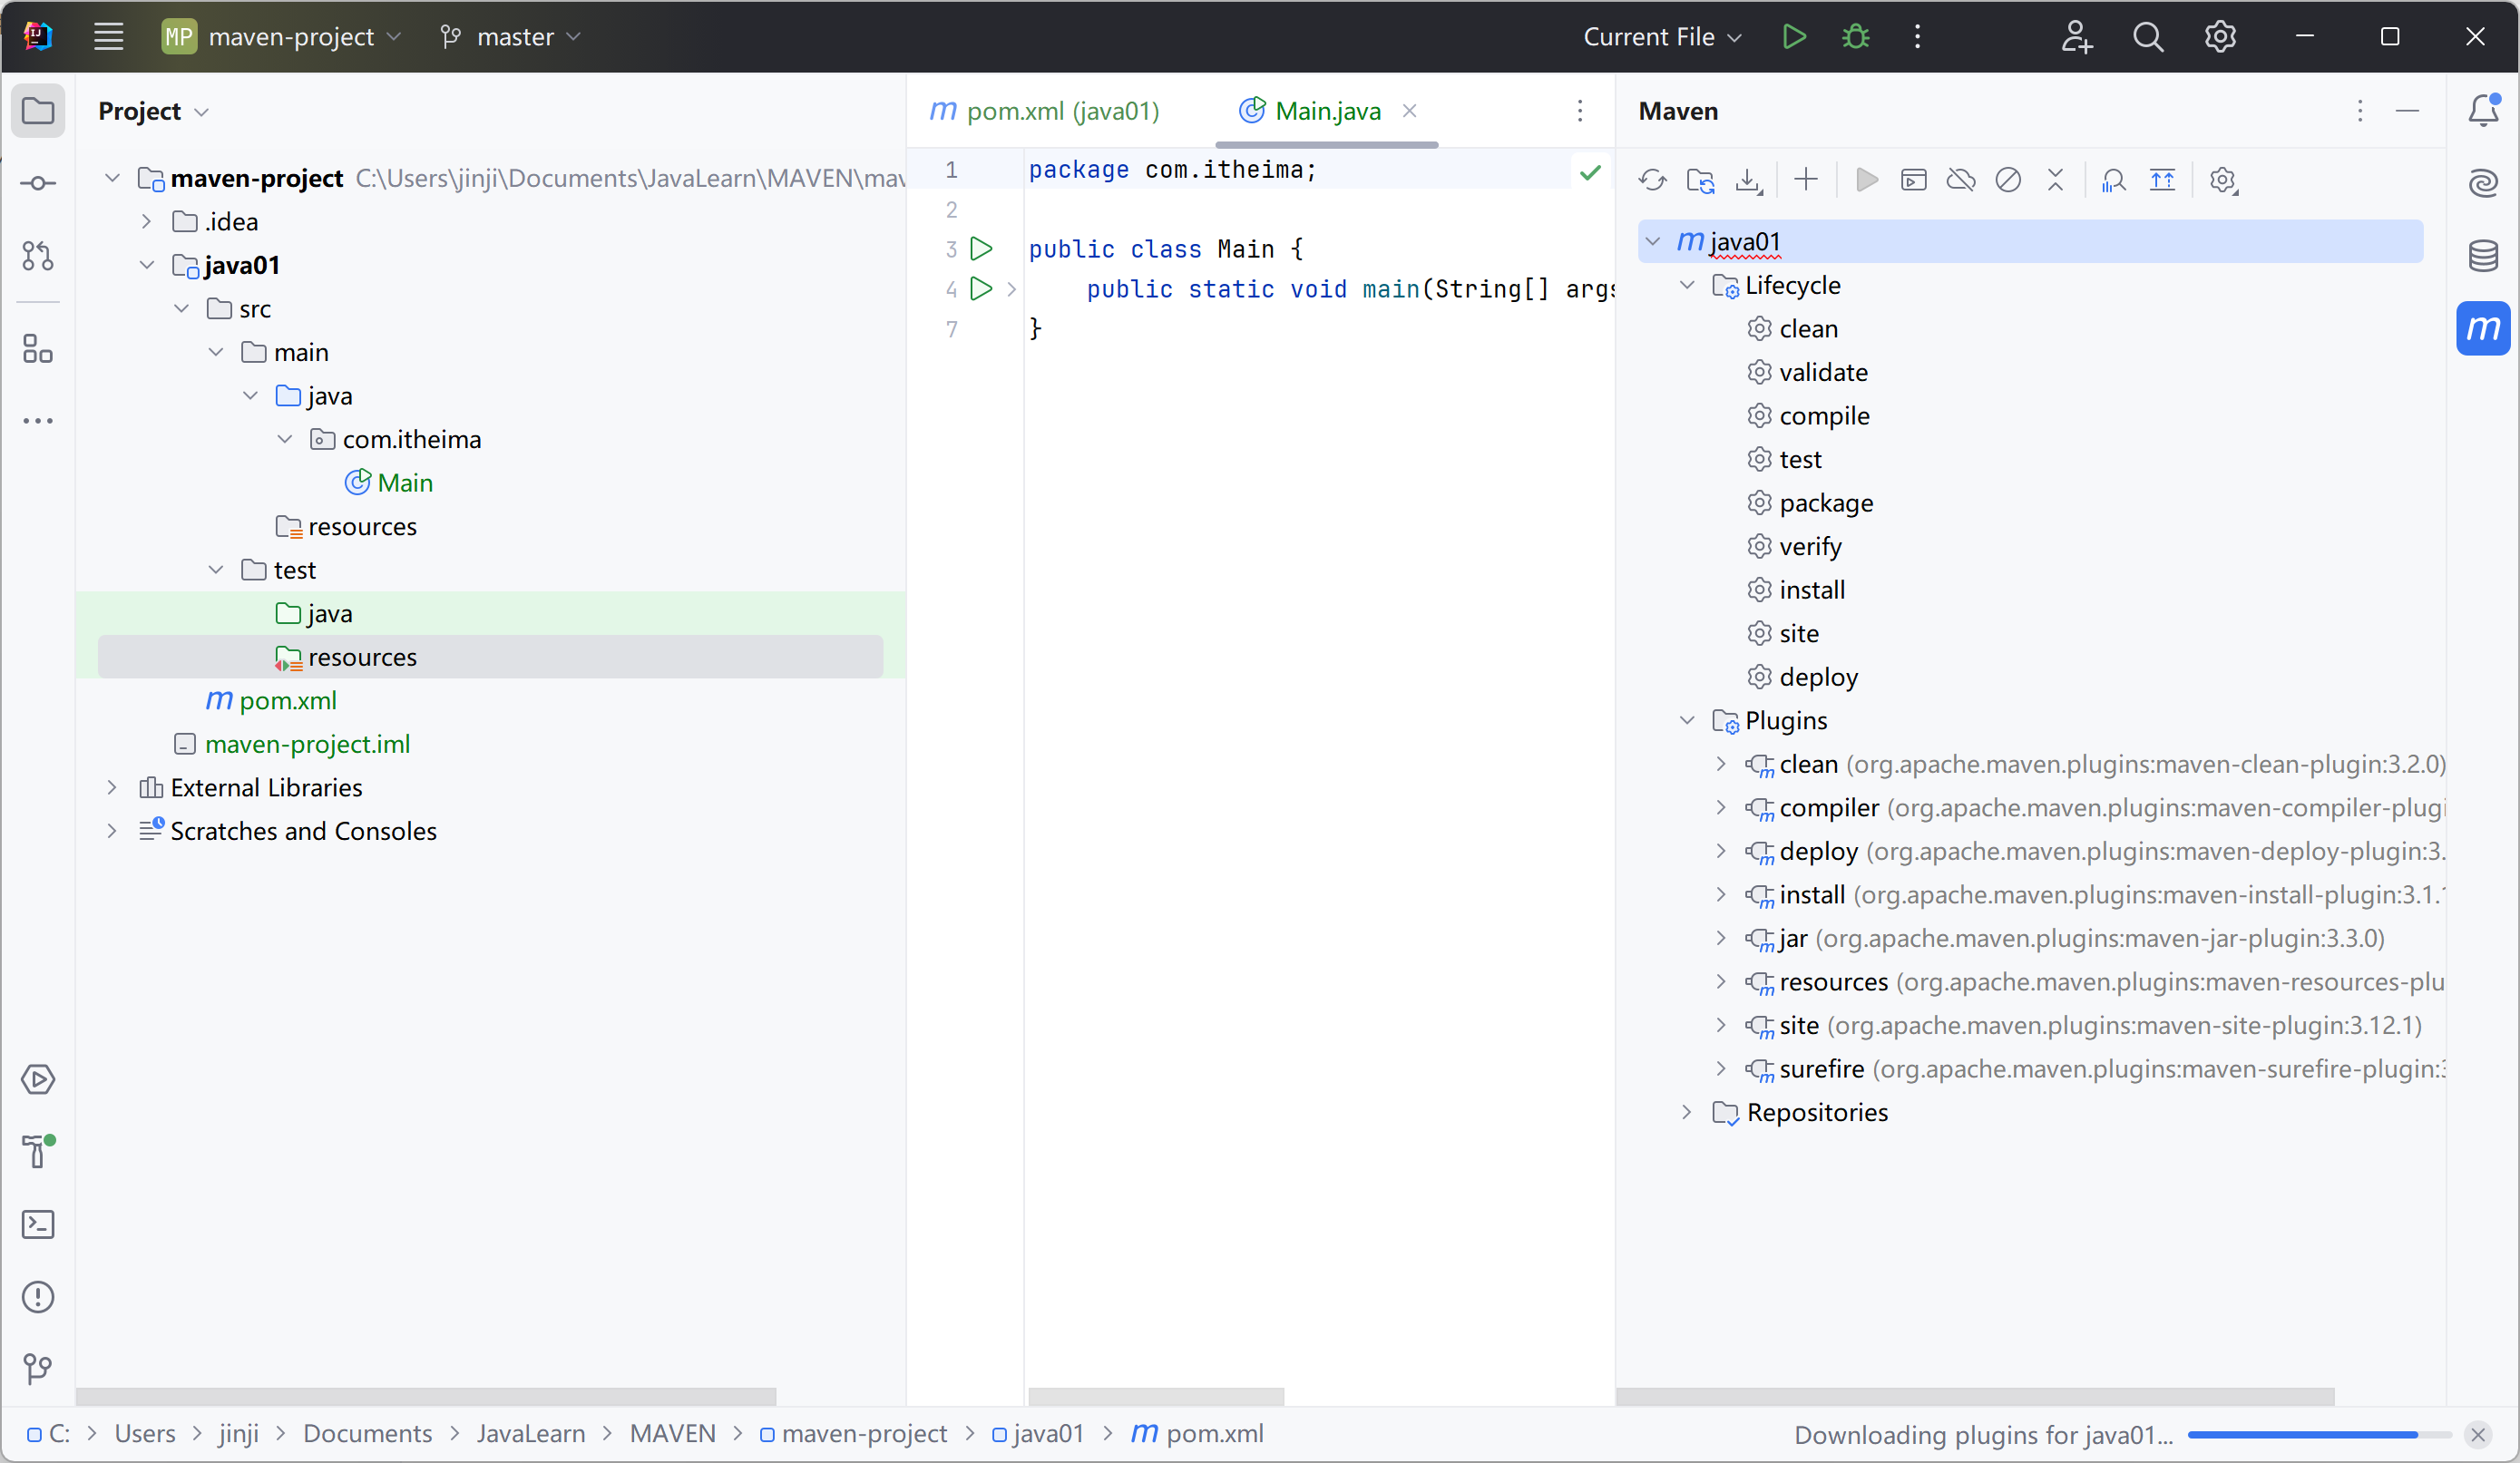 MP maven-project master Current File
Project
maven-project C:\Users\jinji\Documents\JavaLearn\MAVEN\mav
.idea
java01
src
main
java
com.itheima
Main
resources
test
java
resources
pom.xml
maven-project.iml
External Libraries
Scratches and Consoles
pom.xml (java01) Main.java
1 package com.itheima;
2
3 public class Main {
4 public static void main(String[] args
7 }
Maven
java01
Lifecycle
clean
validate
compile
test
package
verify
install
site
deploy
Plugins
clean (org.apache.maven.plugins:maven-clean-plugin:3.2.0)
compiler (org.apache.maven.plugins:maven-compiler-plugi
deploy (org.apache.maven.plugins:maven-deploy-plugin:3.
install (org.apache.maven.plugins:maven-install-plugin:3.1.
jar (org.apache.maven.plugins:maven-jar-plugin:3.3.0)
resources (org.apache.maven.plugins:maven-resources-plu
site (org.apache.maven.plugins:maven-site-plugin:3.12.1)
surefire (org.apache.maven.plugins:maven-surefire-plugin:
Repositories
C: > Users > jinji > Documents > JavaLearn > MAVEN > maven-project > java01 > pom.xml
Downloading plugins for java01...